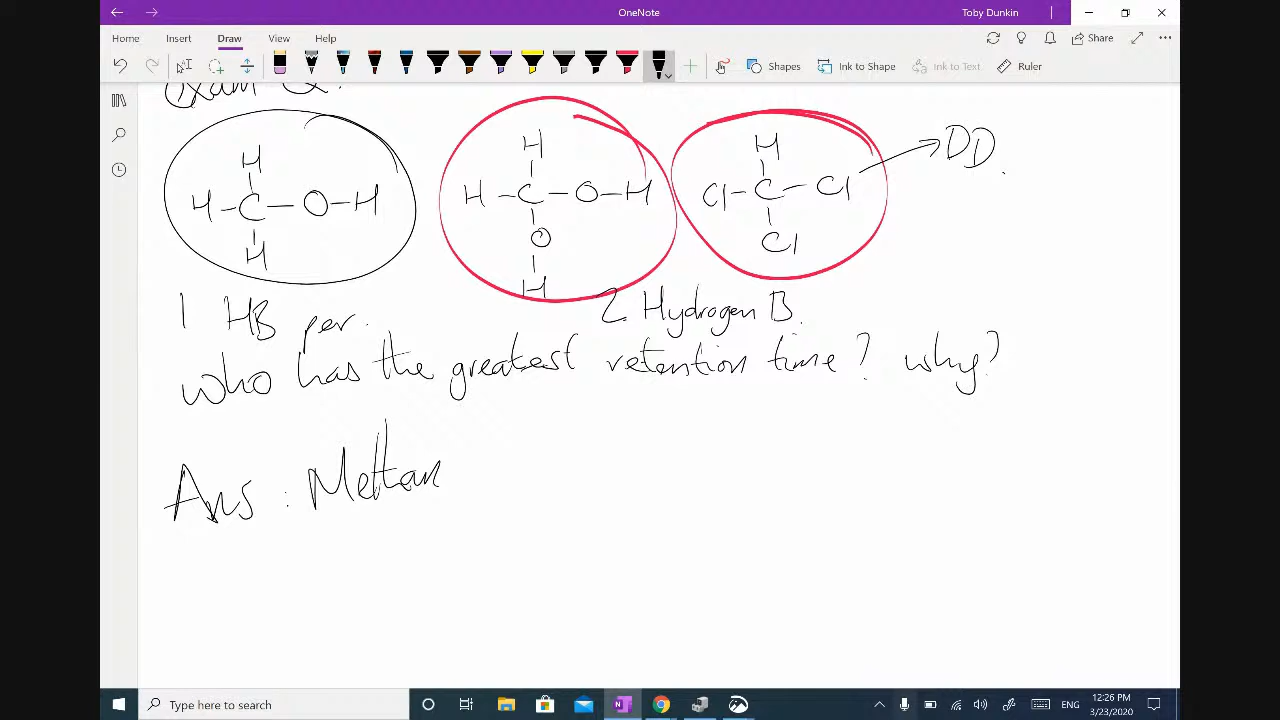 OneNote
Toby Dunkin
Home Insert Draw View Help
Share
Shapes Ink to Shape Ink to Text Ruler
Exam Q:
H H H
H - C - O - H H - C - O - H Cl - C - Cl → DD.
H O Cl
H
1 HB per. 2 Hydrogen B.
who has the greatest retention time? why?
Ans : Methan
Type here to search
ENG
12:26 PM
3/23/2020